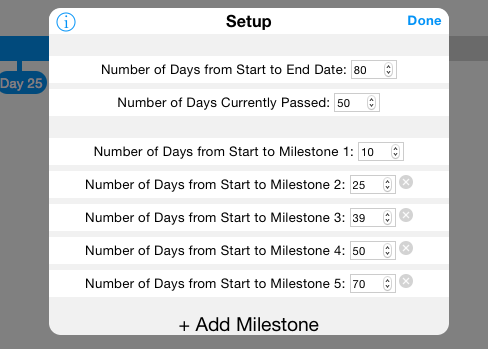 Setup
Done
Day 25
Number of Days from Start to End Date: 80
Number of Days Currently Passed: 50
Number of Days from Start to Milestone 1: 10
Number of Days from Start to Milestone 2: 25
Number of Days from Start to Milestone 3: 39
Number of Days from Start to Milestone 4: 50
Number of Days from Start to Milestone 5: 70
+ Add Milestone